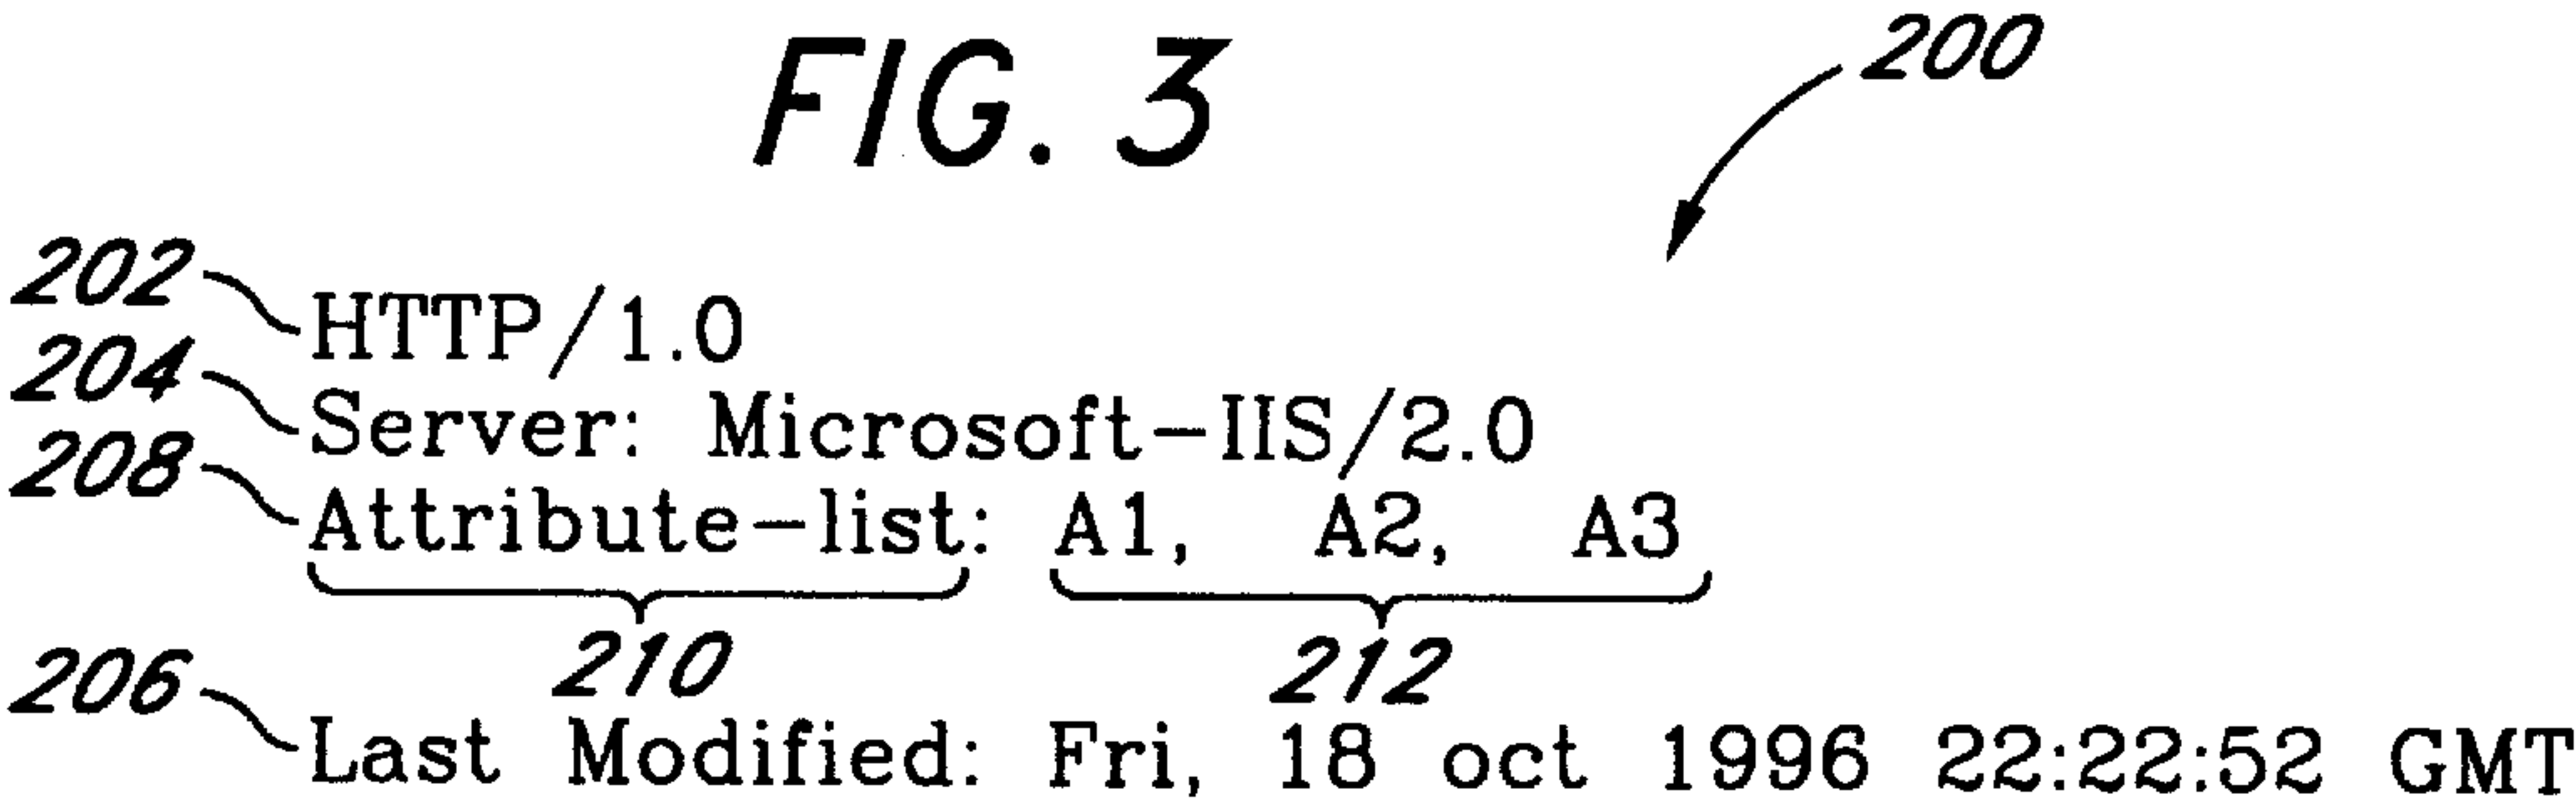 FIG. 3
200
202 HTTP/1.0
204 Server: Microsoft-IIS/2.0
208 Attribute-list: A1, A2, A3
210 212
206 Last Modified: Fri, 18 oct 1996 22:22:52 GMT